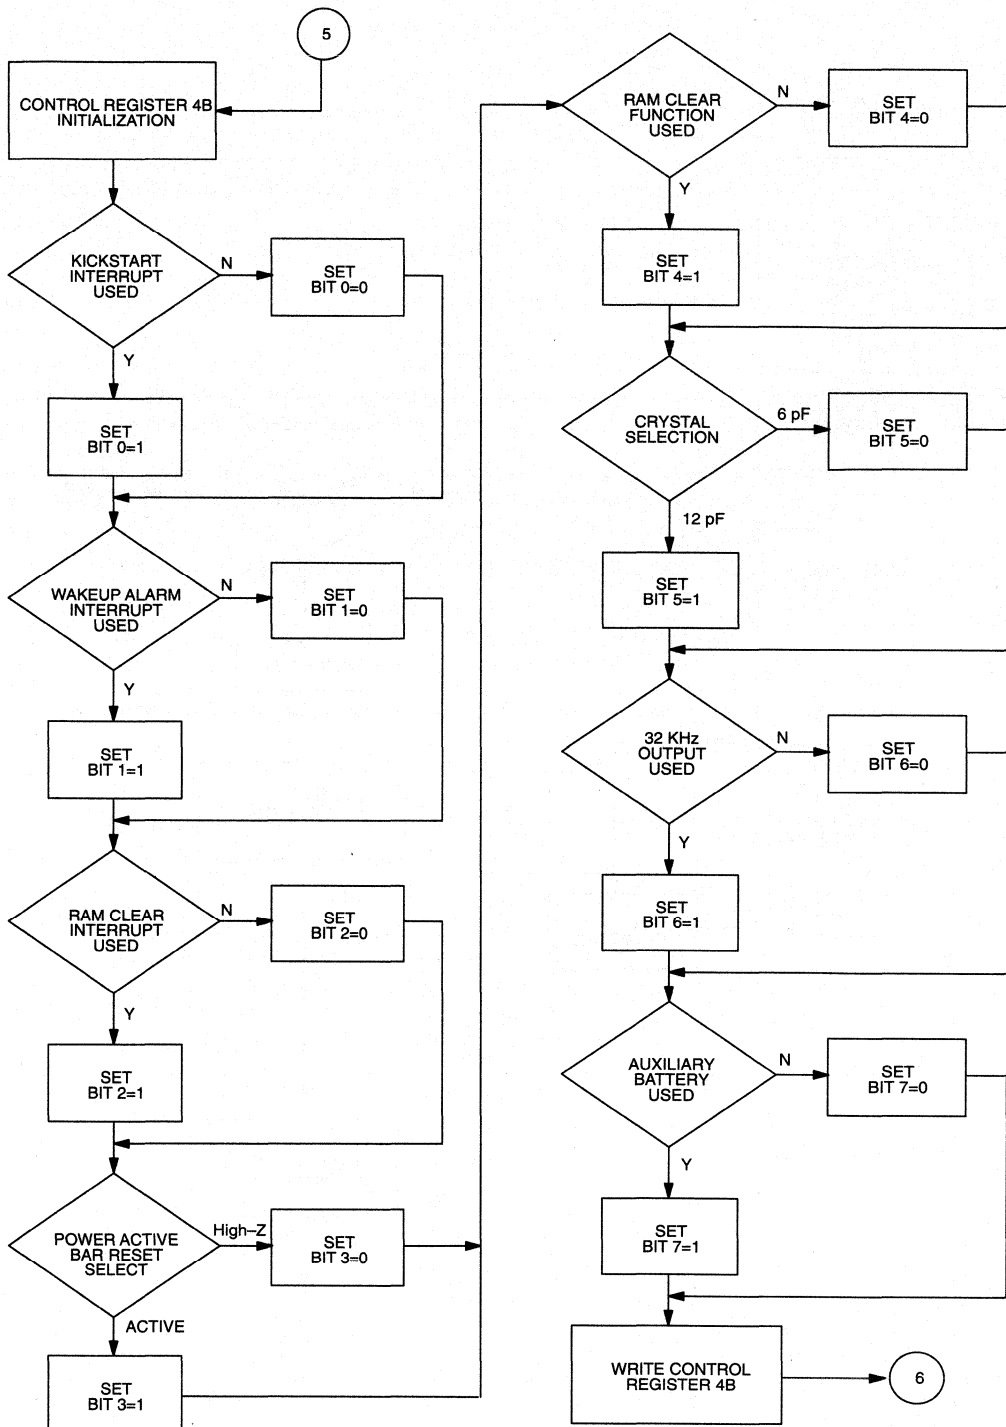 5
CONTROL REGISTER 4B
INITIALIZATION
KICKSTART
INTERRUPT
USED
N
SET
BIT 0=0
Y
SET
BIT 0=1
WAKEUP ALARM
INTERRUPT
USED
N
SET
BIT 1=0
Y
SET
BIT 1=1
RAM CLEAR
INTERRUPT
USED
N
SET
BIT 2=0
Y
SET
BIT 2=1
POWER ACTIVE
BAR RESET
SELECT
High–Z
SET
BIT 3=0
ACTIVE
SET
BIT 3=1
RAM CLEAR
FUNCTION
USED
N
SET
BIT 4=0
Y
SET
BIT 4=1
CRYSTAL
SELECTION
6 pF
SET
BIT 5=0
12 pF
SET
BIT 5=1
32 KHz
OUTPUT
USED
N
SET
BIT 6=0
Y
SET
BIT 6=1
AUXILIARY
BATTERY
USED
N
SET
BIT 7=0
Y
SET
BIT 7=1
WRITE CONTROL
REGISTER 4B
6